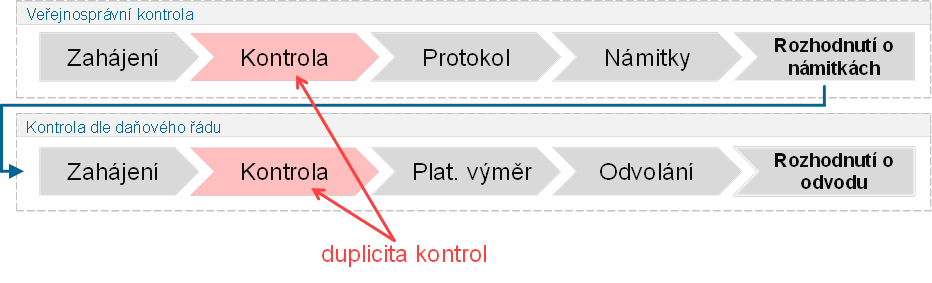 Veřejnosprávní kontrola
Zahájení
Kontrola
Protokol
Námitky
Rozhodnutí o
námitkách
Kontrola dle daňového řádu
Zahájení
Kontrola
Plat. výměr
Odvolání
Rozhodnutí o
odvodu
duplicita kontrol